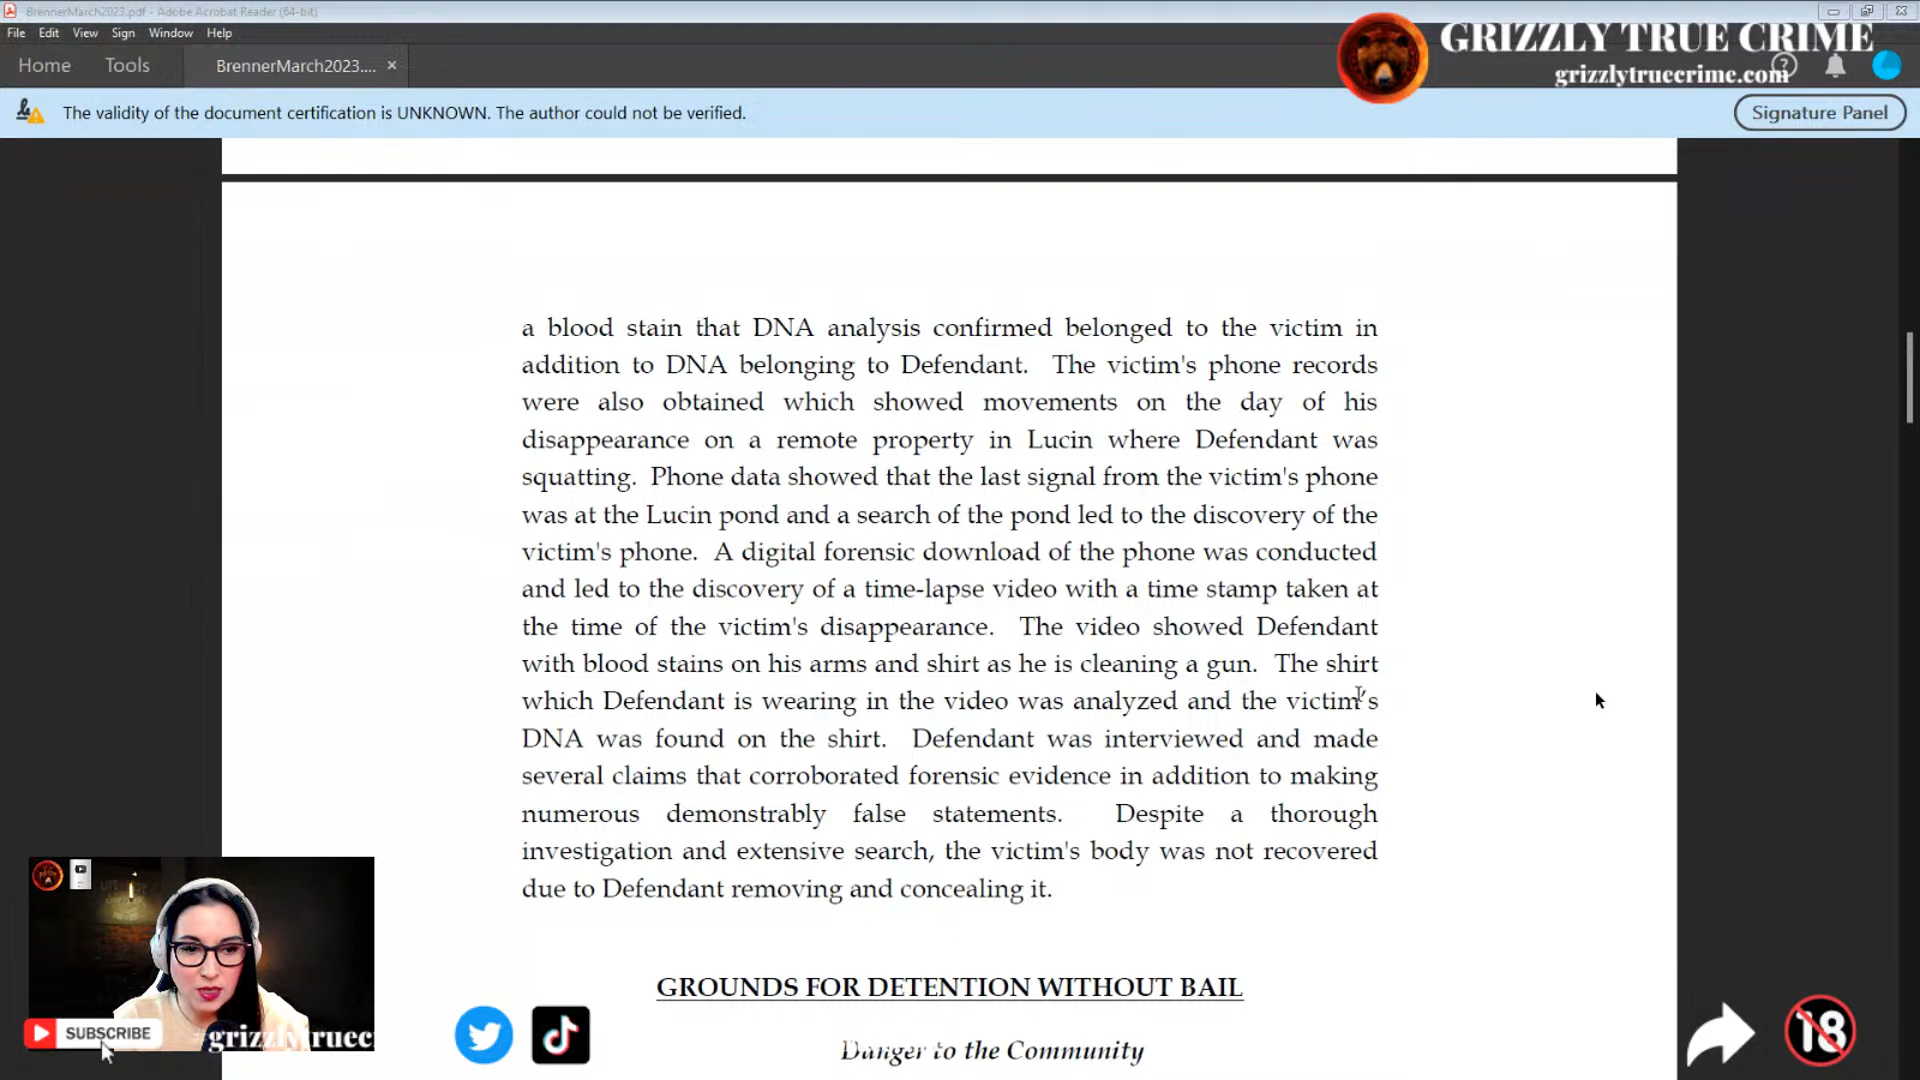 BrennerMarch2023.pdf - Adobe Acrobat Reader (64-bit)
File Edit View Sign Window Help
GRIZZLY TRUE CRIME
Home Tools BrennerMarch2023.... ×
grizzlytruecrime.com
The validity of the document certification is UNKNOWN. The author could not be verified.
Signature Panel
a blood stain that DNA analysis confirmed belonged to the victim in
addition to DNA belonging to Defendant. The victim's phone records
were also obtained which showed movements on the day of his
disappearance on a remote property in Lucin where Defendant was
squatting. Phone data showed that the last signal from the victim's phone
was at the Lucin pond and a search of the pond led to the discovery of the
victim's phone. A digital forensic download of the phone was conducted
and led to the discovery of a time-lapse video with a time stamp taken at
the time of the victim's disappearance. The video showed Defendant
with blood stains on his arms and shirt as he is cleaning a gun. The shirt
which Defendant is wearing in the video was analyzed and the victim’s
DNA was found on the shirt. Defendant was interviewed and made
several claims that corroborated forensic evidence in addition to making
numerous demonstrably false statements. Despite a thorough
investigation and extensive search, the victim's body was not recovered
due to Defendant removing and concealing it.
GROUNDS FOR DETENTION WITHOUT BAIL
Danger to the Community
SUBSCRIBE
#grizzlytruec
18